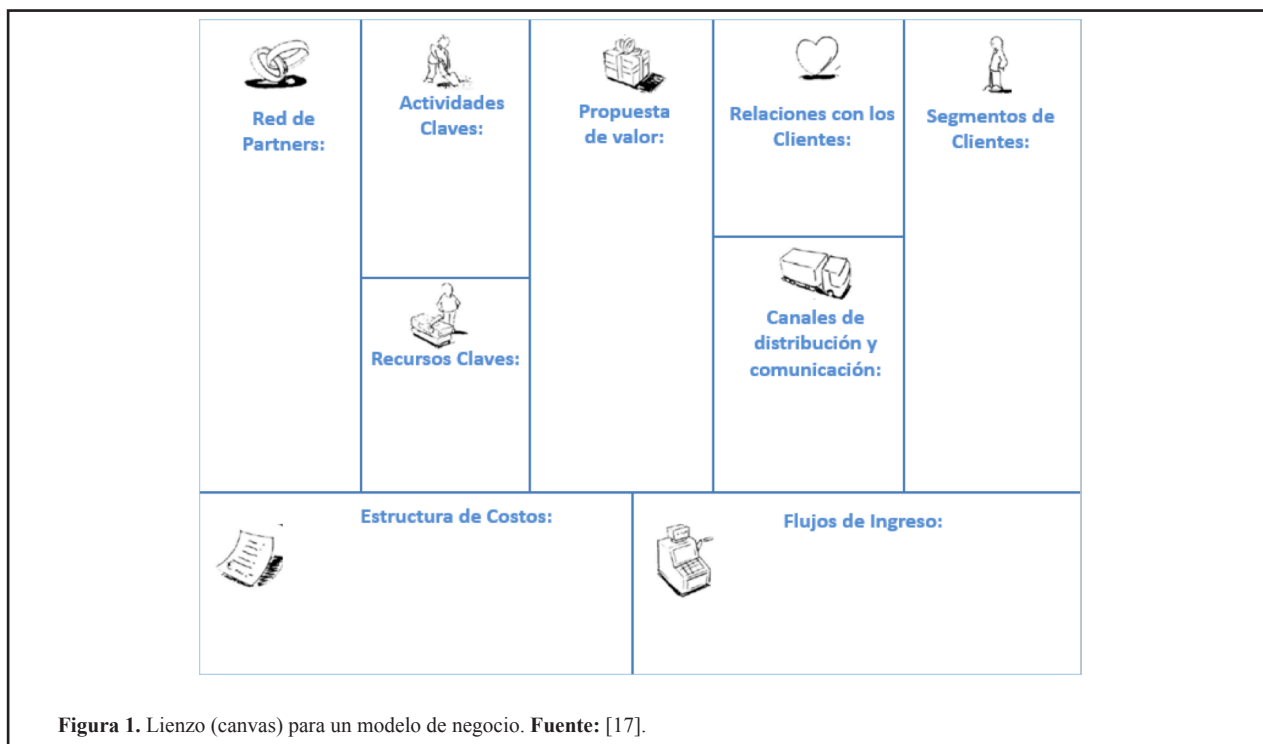 Red de
Partners:
Actividades
Claves:
Recursos Claves:
Propuesta
de valor:
Relaciones con los
Clientes:
Canales de
distribución y
comunicación:
Segmentos de
Clientes:
Estructura de Costos:
Flujos de Ingreso:
Figura 1. Lienzo (canvas) para un modelo de negocio. Fuente: [17].